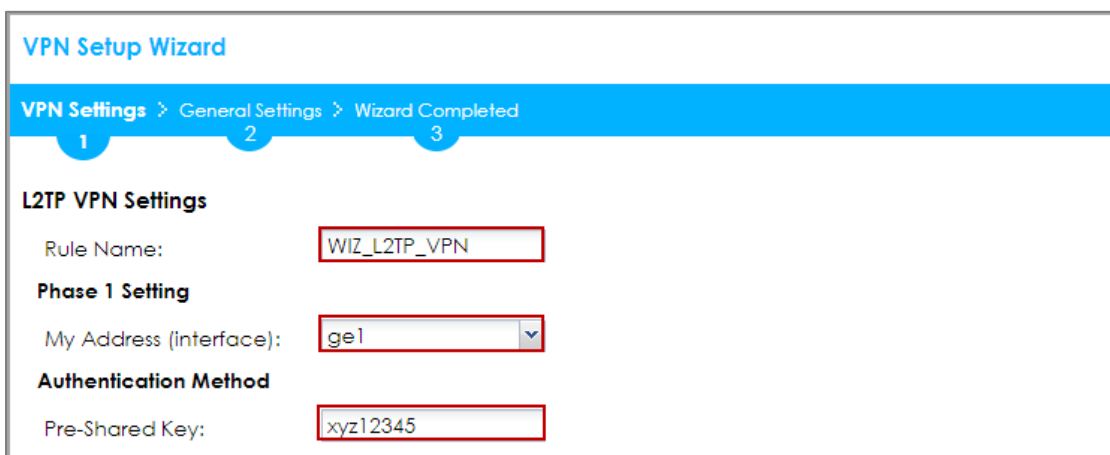 VPN Setup Wizard
VPN Settings > General Settings > Wizard Completed
1 2 3
L2TP VPN Settings
Rule Name: WIZ_L2TP_VPN
Phase 1 Setting
My Address (interface): ge1
Authentication Method
Pre-Shared Key: xyz12345